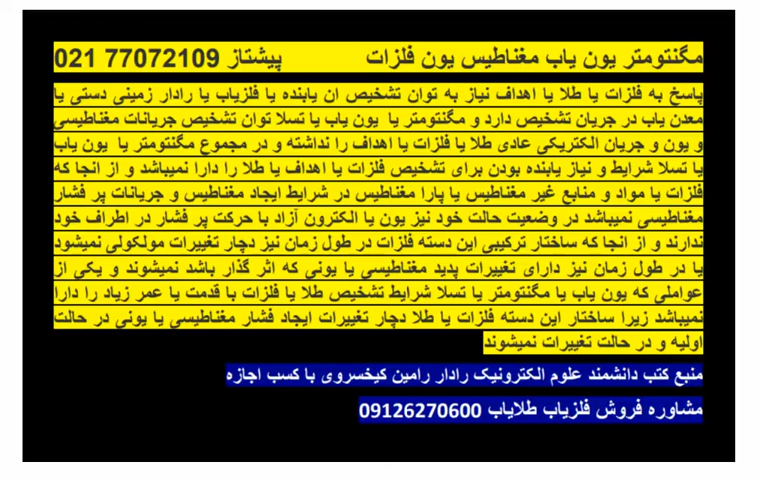 مگنتومتر یون یاب مغناطیس یون فلزات پیشتاز 77072109 021
پاسخ به فلزات یا طلا یا اهداف نیاز به توان تشخیص ان یابنده یا فلزیاب یا رادار زمینی دستی یا
معدن یاب در جریان تشخیص دارد و مگنتومتر یا یون یاب یا تسلا توان تشخیص جریانات مغناطیسی
و یون و جریان الکتریکی عادی طلا یا فلزات یا اهداف را نداشته و در مجموع مگنتومتر یا یون یاب
یا تسلا شرایط و نیاز یابنده بودن برای تشخیص فلزات یا اهداف یا طلا را دارا نمیباشد و از انجا که
فلزات یا مواد و منابع غیر مغناطیس یا پارا مغناطیس در شرایط ایجاد مغناطیس و جریانات پر فشار
مغناطیسی نمیباشد در وضعیت حالت خود نیز یون یا الکترون آزاد با حرکت پر فشار در اطراف خود
ندارند و از انجا که ساختار ترکیبی این دسته فلزات در طول زمان نیز دچار تغییرات مولکولی نمیشود
یا در طول زمان نیز دارای تغییرات پدید مغناطیسی یا یونی که اثر گذار باشد نمیشوند و یکی از
عواملی که یون یاب یا مگنتومتر یا تسلا شرایط تشخیص طلا یا فلزات با قدمت یا عمر زیاد را دارا
نمیباشد زیرا ساختار این دسته فلزات یا طلا دچار تغییرات ایجاد فشار مغناطیسی یا یونی در حالت
اولیه و در حالت تغییرات نمیشوند
منبع کتب دانشمند علوم الکترونیک رادار رامین کیخسروی با کسب اجازه
مشاوره فروش فلزیاب طلایاب 09126270600